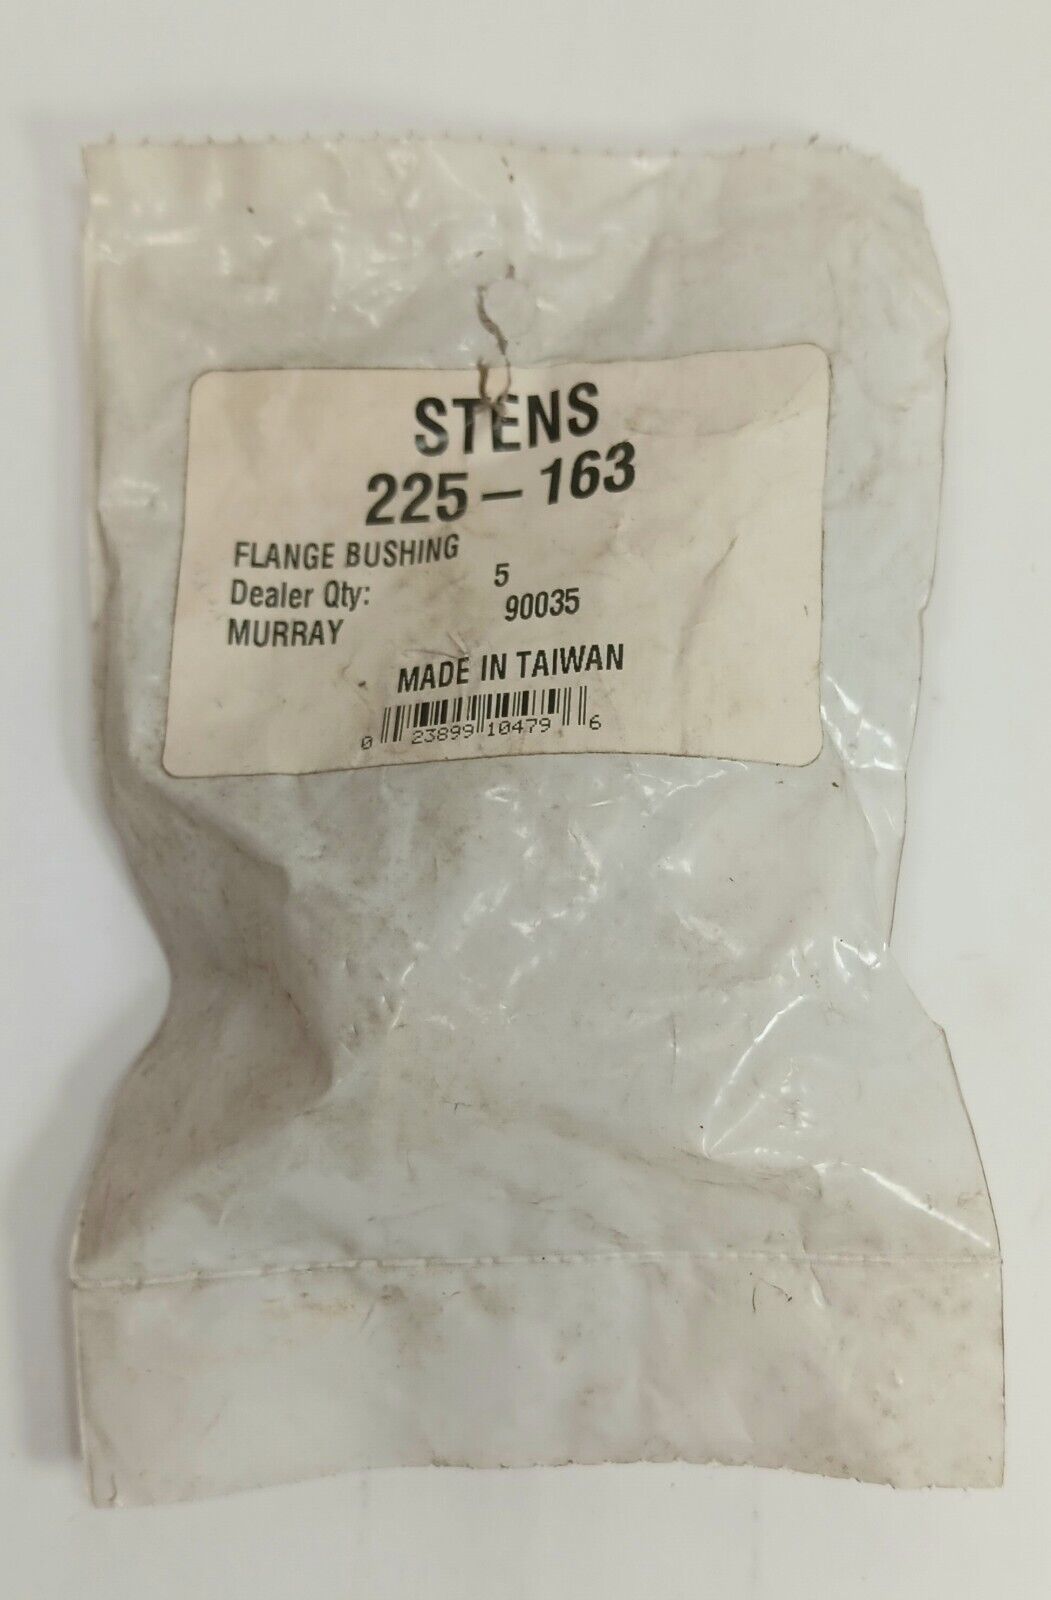 STENS
225-163
FLANGE BUSHING
Dealer Qty: 5
MURRAY 90035
MADE IN TAIWAN
0 23899 10479 6